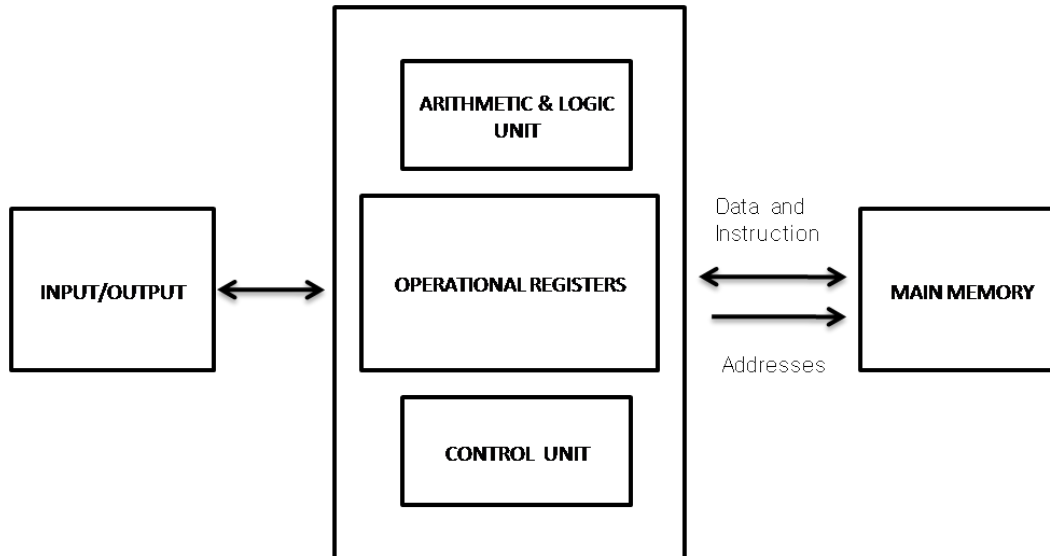 ARITHMETIC & LOGIC
UNIT
INPUT/OUTPUT
OPERATIONAL REGISTERS
Data and
Instruction
Addresses
MAIN MEMORY
CONTROL UNIT